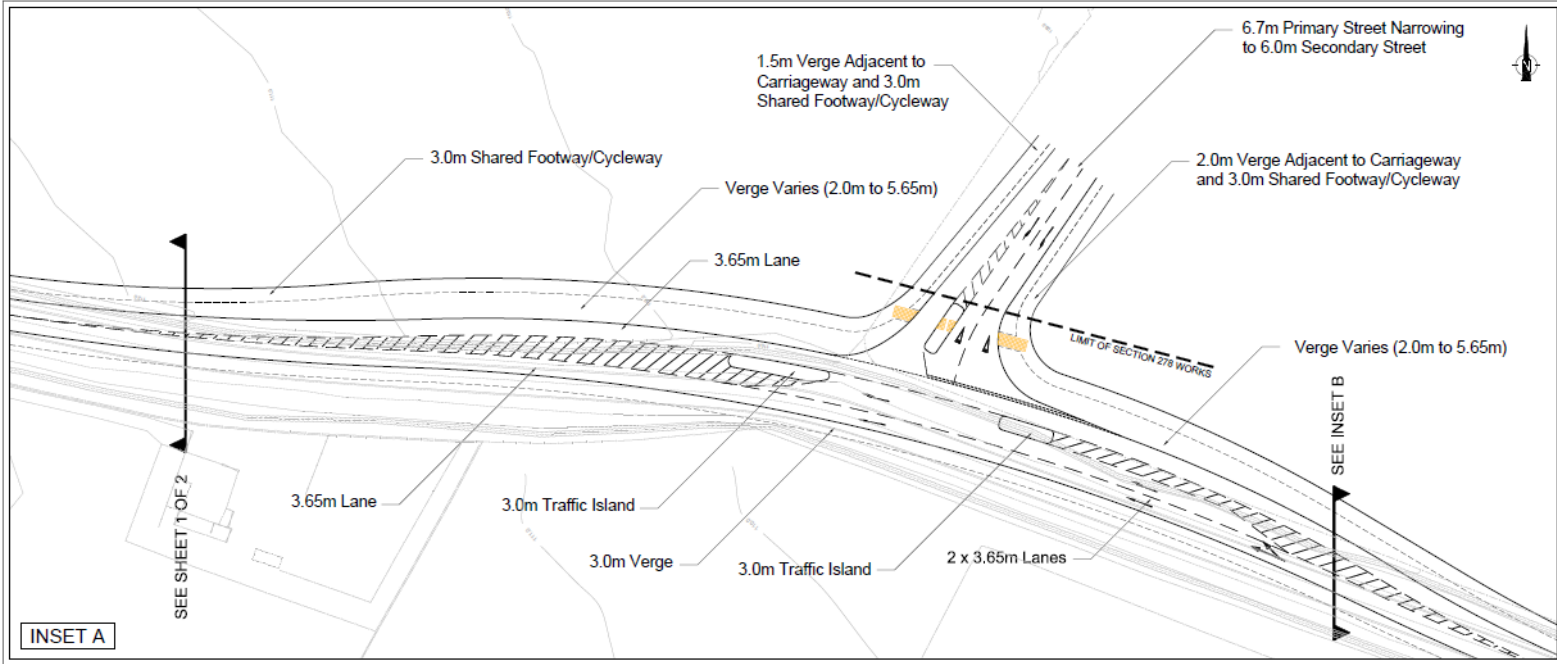 6.7m Primary Street Narrowing
to 6.0m Secondary Street
1.5m Verge Adjacent to
Carriageway and 3.0m
Shared Footway/Cycleway
N
3.0m Shared Footway/Cycleway
2.0m Verge Adjacent to Carriageway
and 3.0m Shared Footway/Cycleway
Verge Varies (2.0m to 5.65m)
3.65m Lane
LIMIT OF SECTION 278 WORKS
Verge Varies (2.0m to 5.65m)
SEE INSET B
SEE SHEET 1 OF 2
3.65m Lane
3.0m Traffic Island
3.0m Verge
3.0m Traffic Island
2 x 3.65m Lanes
INSET A